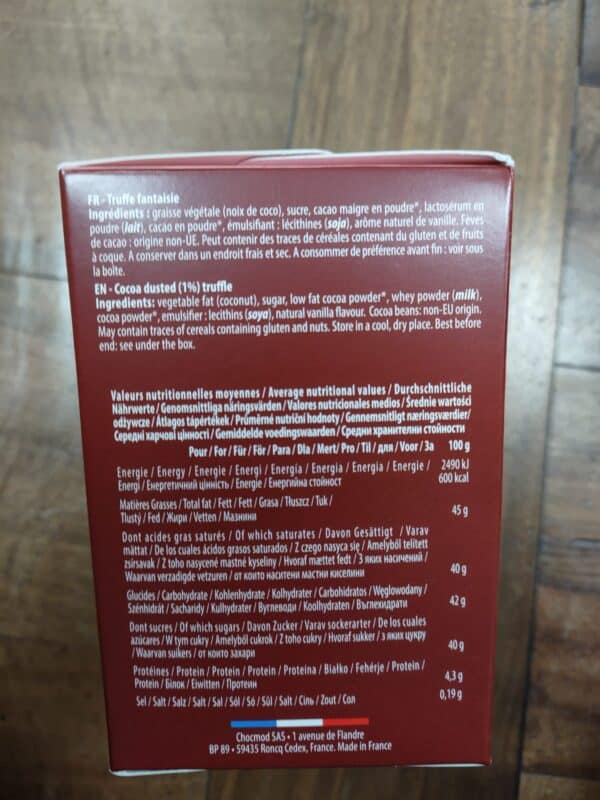 FR - Truffe fantaisie
Ingrédients : graisse végétale (noix de coco), sucre, cacao maigre en poudre*, lactosérum en
poudre (lait), cacao en poudre*, émulsifiant : lécithines (soja), arôme naturel de vanille. Fèves
de cacao : origine non-UE. Peut contenir des traces de céréales contenant du gluten et de fruits
à coque. A conserver dans un endroit frais et sec. A consommer de préférence avant fin : voir sous
la boîte.
EN - Cocoa dusted (1%) truffle
Ingredients: vegetable fat (coconut), sugar, low fat cocoa powder*, whey powder (milk),
cocoa powder*, emulsifier : lecithins (soya), natural vanilla flavour. Cocoa beans: non-EU origin.
May contain traces of cereals containing gluten and nuts. Store in a cool, dry place. Best before
end: see under the box.
Valeurs nutritionnelles moyennes / Average nutritional values / Durchschnittliche
Nährwerte / Genomsnittliga näringsvärden / Valores nutricionales medios / Średnie wartości
odżywcze / Átlagos tápértékek / Průměrné nutriční hodnoty / Gennemsnitligt næringsværdier/
Середні харчові цінності / Gemiddelde voedingswaarden / Средни хранителни стойности
Pour / For / Für / För / Para / Dla / Mert/ Pro / Til / для / Voor / За 100 g
Energie / Energy / Energie / Energi / Energía / Energia / Energia / Energie / 2490 kJ
Energi / Енергетичний цінність / Energie / Енергийна стойност 600 kcal
Matières Grasses / Total fat / Fett / Fett / Grasa / Tłuszcz / Tuk /
Tlustý / Fed / Жири / Vetten / Мазнини 45 g
Dont acides gras saturés / Of which saturates / Davon Gesättigt / Varav
mättat / De los cuales ácidos grasos saturados / Z czego nasyca się / Amelyből telített
zsírsavak / Z toho nasycené mastné kyseliny / Hvoraf mættet fedt / З яких насичений /
Waarvan verzadigde vetzuren / от които наситени мастни киселини 40 g
Glucides / Carbohydrate / Kohlenhydrate / Kolhydrater / Carbohidratos / Węglowodany /
Szénhidrát / Sacharidy / Kulhydrater / Вуглеводи / Koolhydraten / Въглехидрати 42 g
Dont sucres / Of which sugars / Davon Zucker / Varav sockerarter / De los cuales
azúcares / W tym cukry / Amelyből cukrok / Z toho cukry / Hvoraf sukker / з яких цукру
/ Waarvan suikers / от които захари 40 g
Protéines / Protein / Protein / Protein / Proteina / Białko / Fehérje / Protein /
Protein / Білок / Eiwitten / Протеин 4,3 g
Sel / Salt / Salz / Salt / Sal / Sól / Só / Sůl / Salt / Сіль / Zout / Сол 0,19 g
Chocmod SAS • 1 avenue de Flandre
BP 89 • 59435 Roncq Cedex, France. Made in France